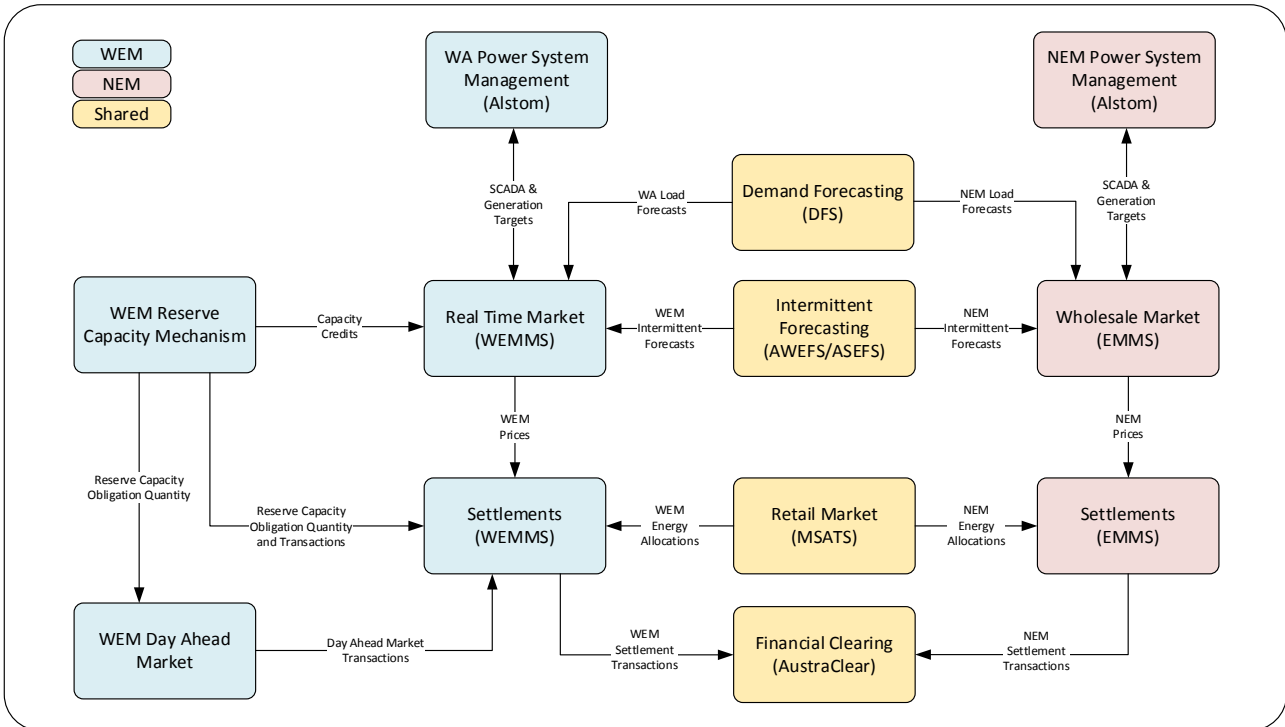 WEM
NEM
Shared
WA Power System
Management
(Alstom)
NEM Power System
Management
(Alstom)
SCADA &
Generation
Targets
WA Load
Forecasts
Demand Forecasting
(DFS)
NEM Load
Forecasts
SCADA &
Generation
Targets
WEM Reserve
Capacity Mechanism
Capacity
Credits
Real Time Market
(WEMMS)
WEM
Intermittent
Forecasts
Intermittent
Forecasting
(AWEFS/ASEFS)
NEM
Intermittent
Forecasts
Wholesale Market
(EMMS)
WEM
Prices
NEM
Prices
Reserve Capacity
Obligation Quantity
Reserve Capacity
Obligation Quantity
and Transactions
Settlements
(WEMMS)
WEM
Energy
Allocations
Retail Market
(MSATS)
NEM
Energy
Allocations
Settlements
(EMMS)
WEM Day Ahead
Market
Day Ahead Market
Transactions
WEM
Settlement
Transactions
Financial Clearing
(AustraClear)
NEM
Settlement
Transactions